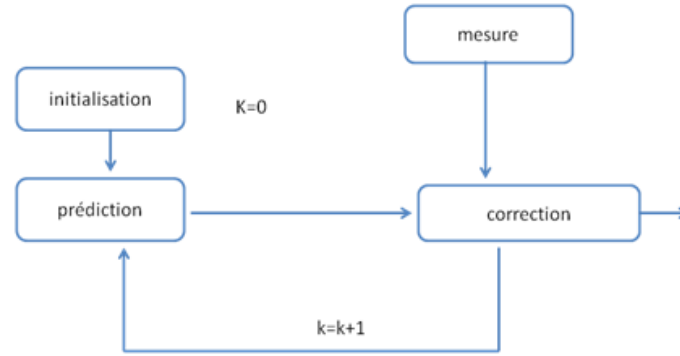 mesure
initialisation
K=0
prédiction
correction
k=k+1